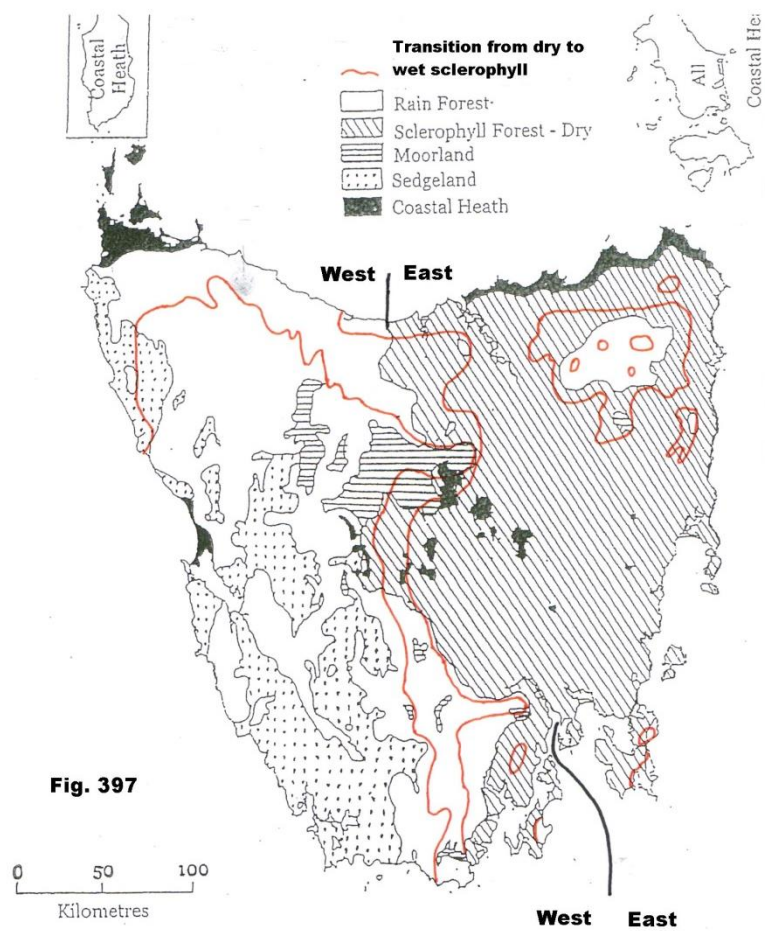 Coastal
Heath
Transition from dry to
wet sclerophyll
Rain Forest-
Sclerophyll Forest - Dry
Moorland
Sedgeland
Coastal Heath
All
Coastal Hea
West East
Fig. 397
0 50 100
Kilometres
West East